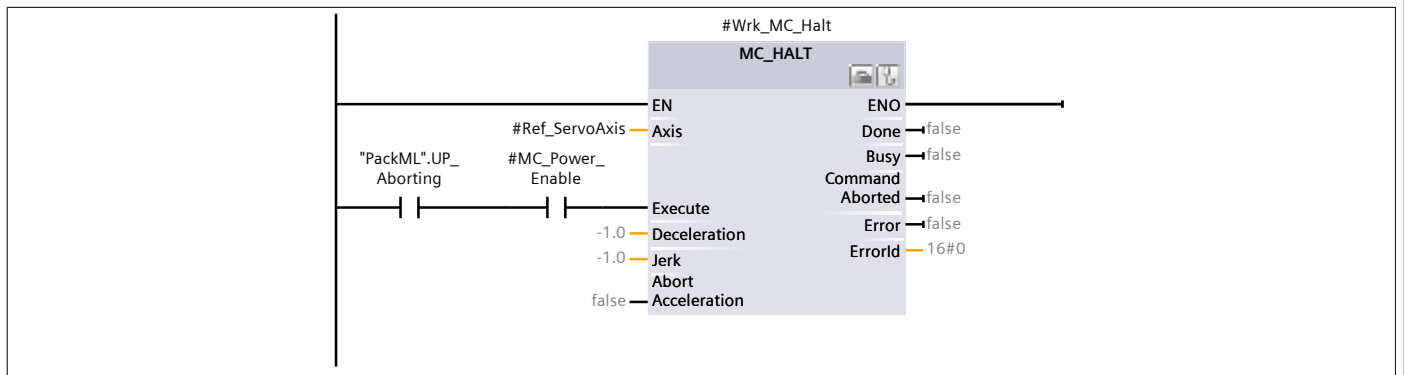 #Wrk_MC_Halt
MC_HALT
EN
ENO
#Ref_ServoAxis
Axis
Done
false
"PackML".UP_
Aborting
#MC_Power_
Enable
Busy
false
Command
Aborted
false
Execute
Error
false
-1.0
Deceleration
ErrorId
16#0
-1.0
Jerk
Abort
false
Acceleration